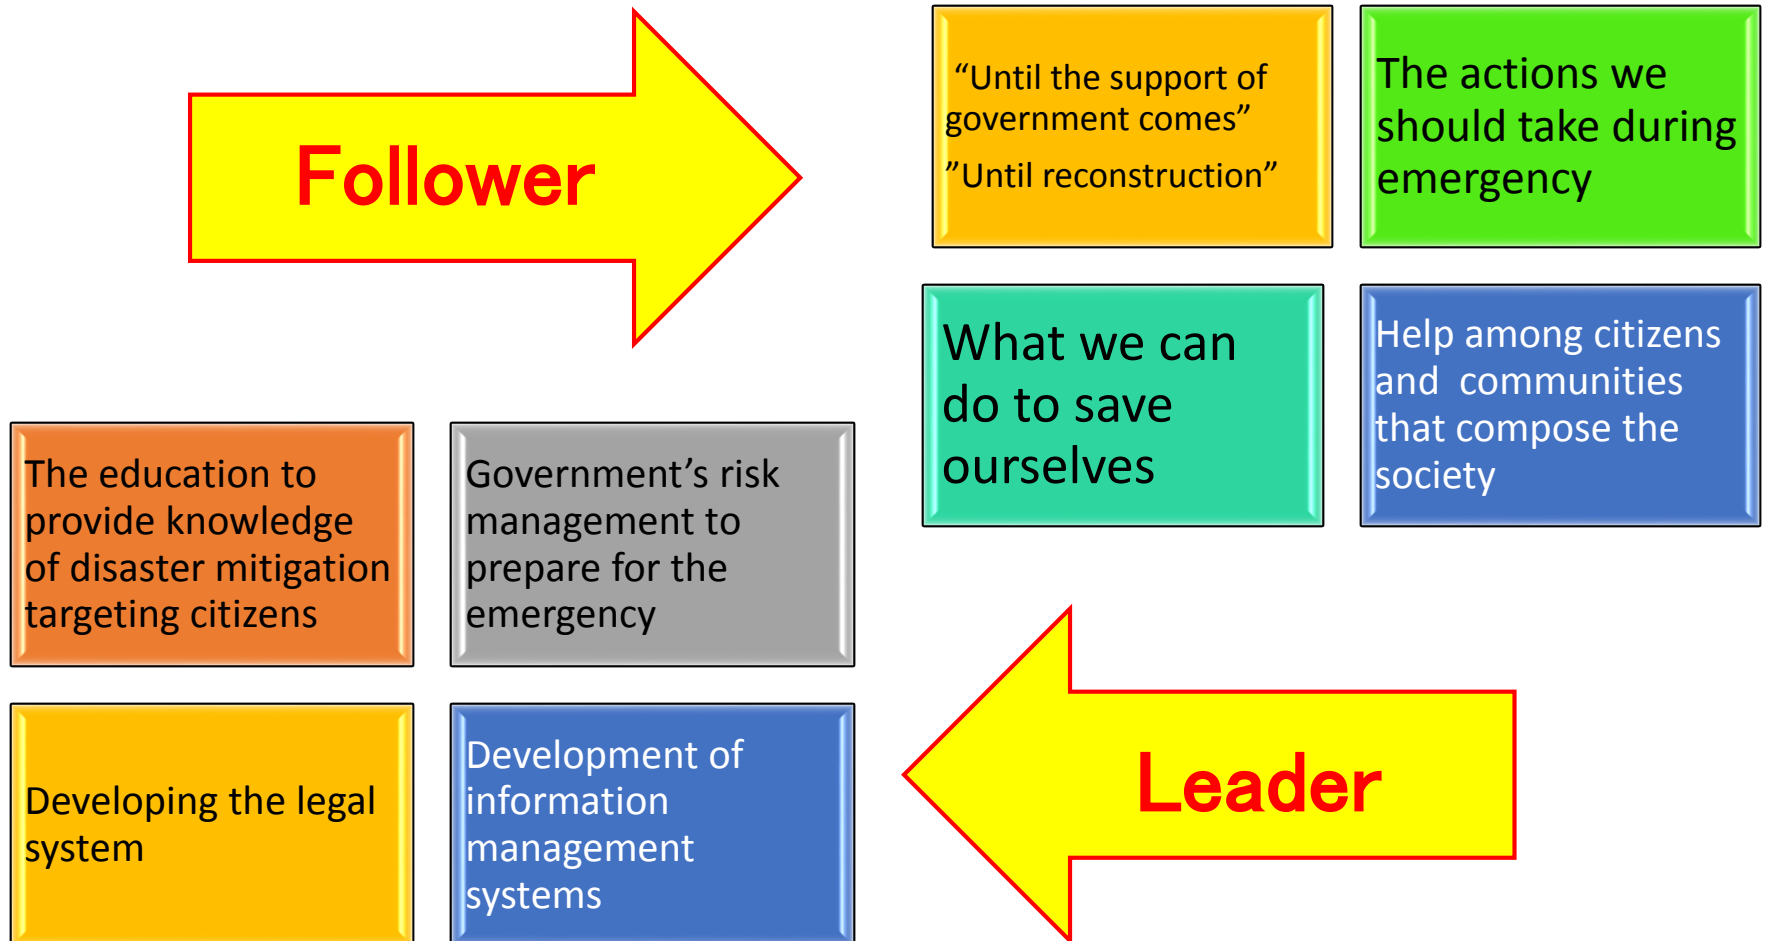 Follower
“Until the support of
government comes”
”Until reconstruction”
The actions we
should take during
emergency
What we can
do to save
ourselves
Help among citizens
and  communities
that compose the
society
The education to
provide knowledge
of disaster mitigation
targeting citizens
Government’s risk
management to
prepare for the
emergency
Developing the legal
system
Development of
information
management
systems
Leader